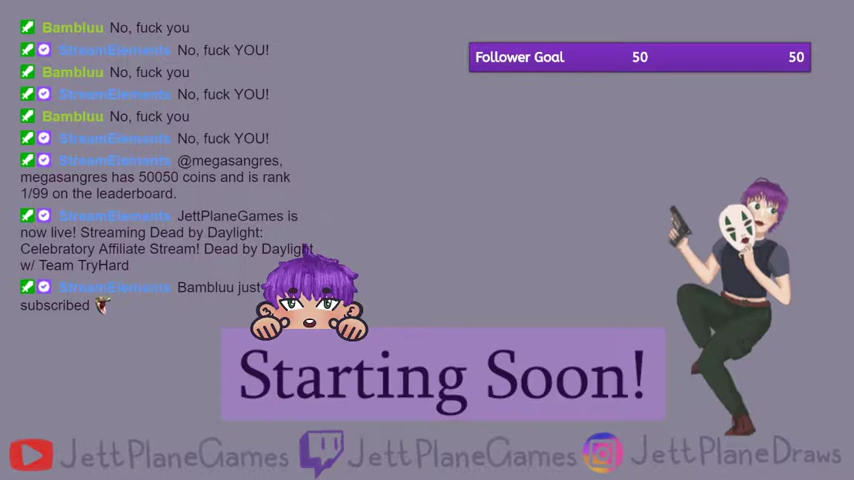 Bambluu No, fuck you
StreamElements No, fuck YOU!
Bambluu No, fuck you
StreamElements No, fuck YOU!
Bambluu No, fuck you
StreamElements No, fuck YOU!
StreamElements @megasangres,
megasangres has 50050 coins and is rank
1/99 on the leaderboard.
StreamElements JettPlaneGames is
now live! Streaming Dead by Daylight:
Celebratory Affiliate Stream! Dead by Daylight
w/ Team TryHard
StreamElements Bambluu just
subscribed
Follower Goal 50 50
Starting Soon!
JettPlaneGames JettPlaneGames JettPlaneDraws